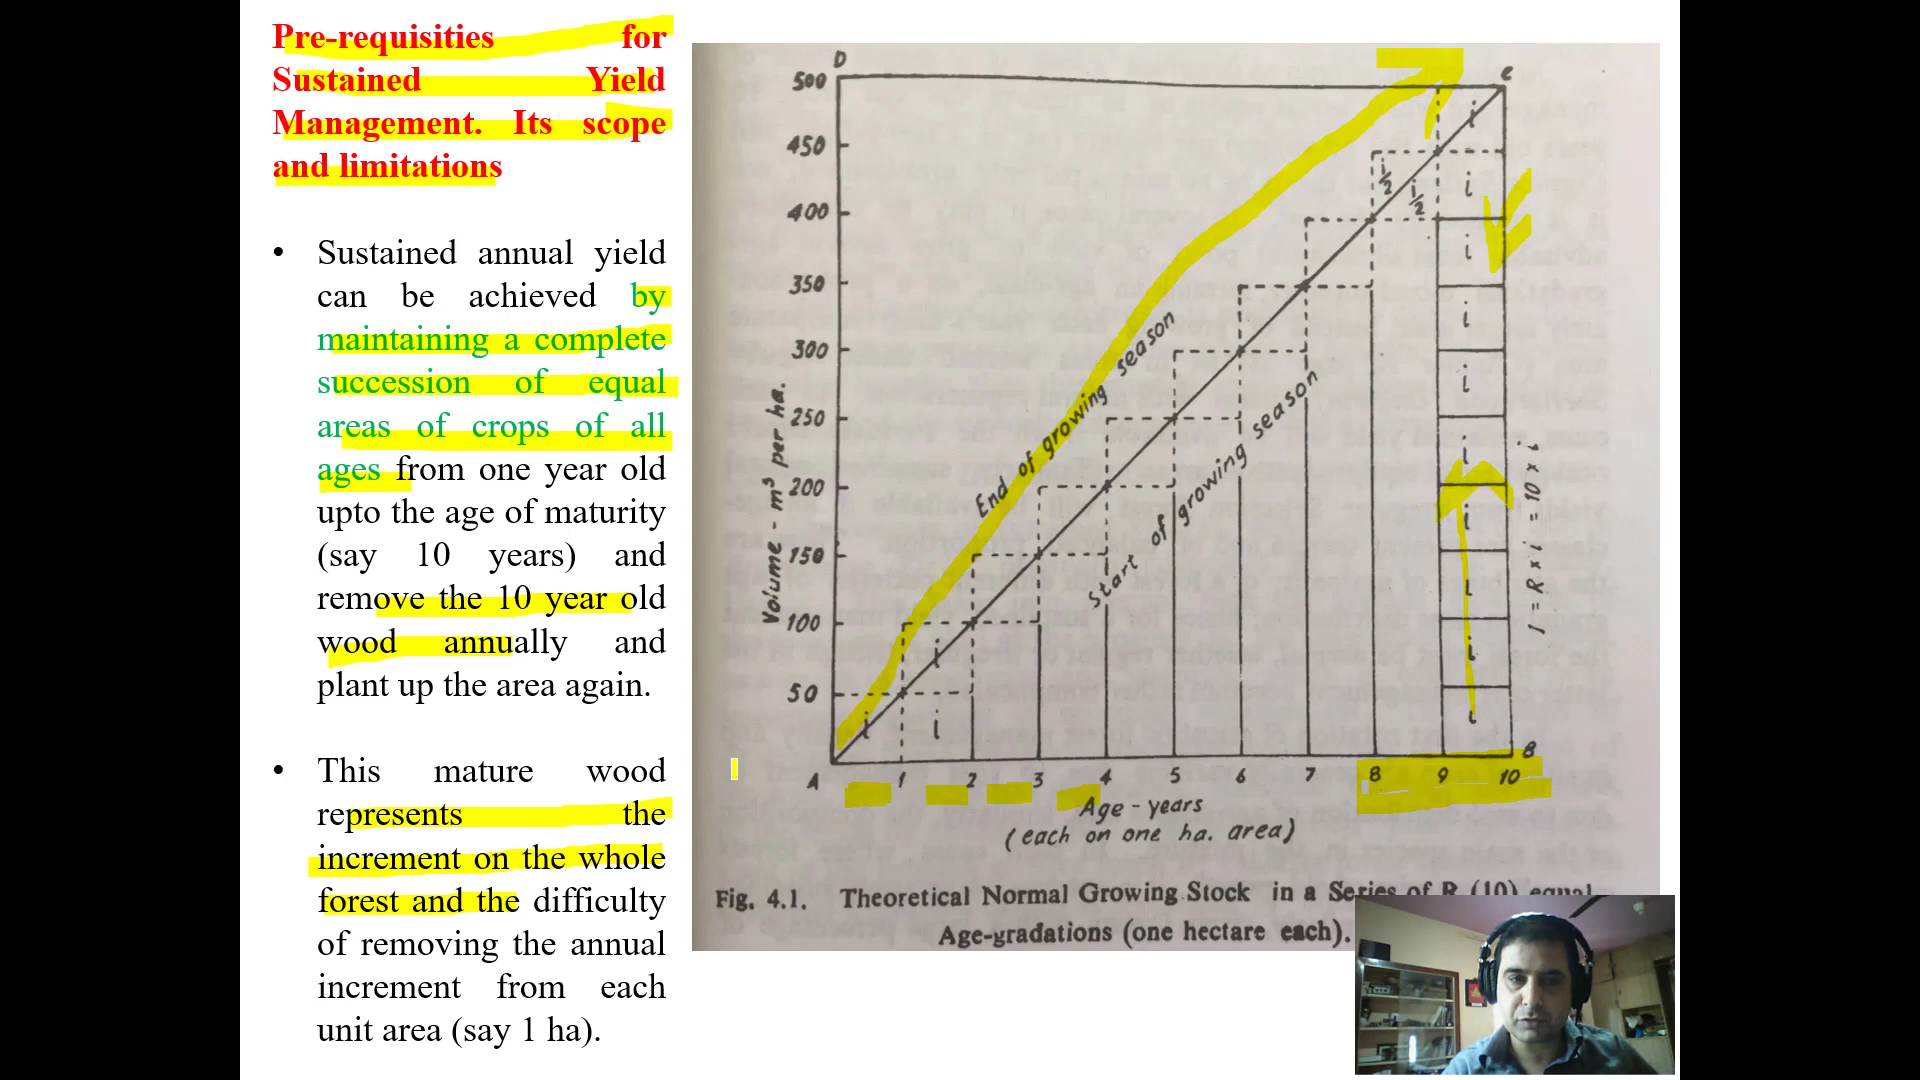 Pre-requisities for
Sustained Yield
Management. Its scope
and limitations
• Sustained annual yield
can be achieved by
maintaining a complete
succession of equal
areas of crops of all
ages from one year old
upto the age of maturity
(say 10 years) and
remove the 10 year old
wood annually and
plant up the area again.
• This mature wood
represents the
increment on the whole
forest and the difficulty
of removing the annual
increment from each
unit area (say 1 ha).
D
C
500
450
400
350
300
250
200
150
100
50
Volume - m³ per ha.
End of growing season
Start of growing season
i
i
i
i/2
i/2
i
i
i
i
i
i
i
i
i
i
I = R x i = 10 x i
A
B
1 2 3 4 5 6 7 8 9 10
Age - years
(each on one ha. area)
Fig. 4.1. Theoretical Normal Growing Stock in a Series of R (10) equal
Age-gradations (one hectare each).